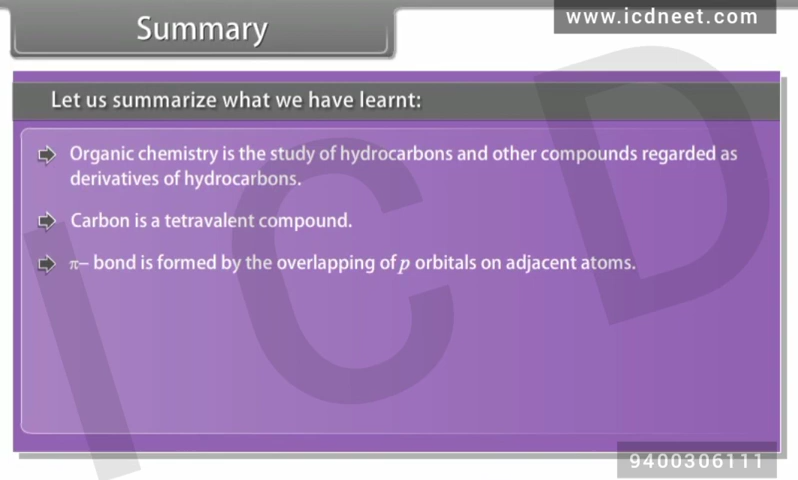 www.icdneet.com
Summary
Let us summarize what we have learnt:
Organic chemistry is the study of hydrocarbons and other compounds regarded as
derivatives of hydrocarbons.
Carbon is a tetravalent compound.
π– bond is formed by the overlapping of p orbitals on adjacent atoms.
ICD
9400306111